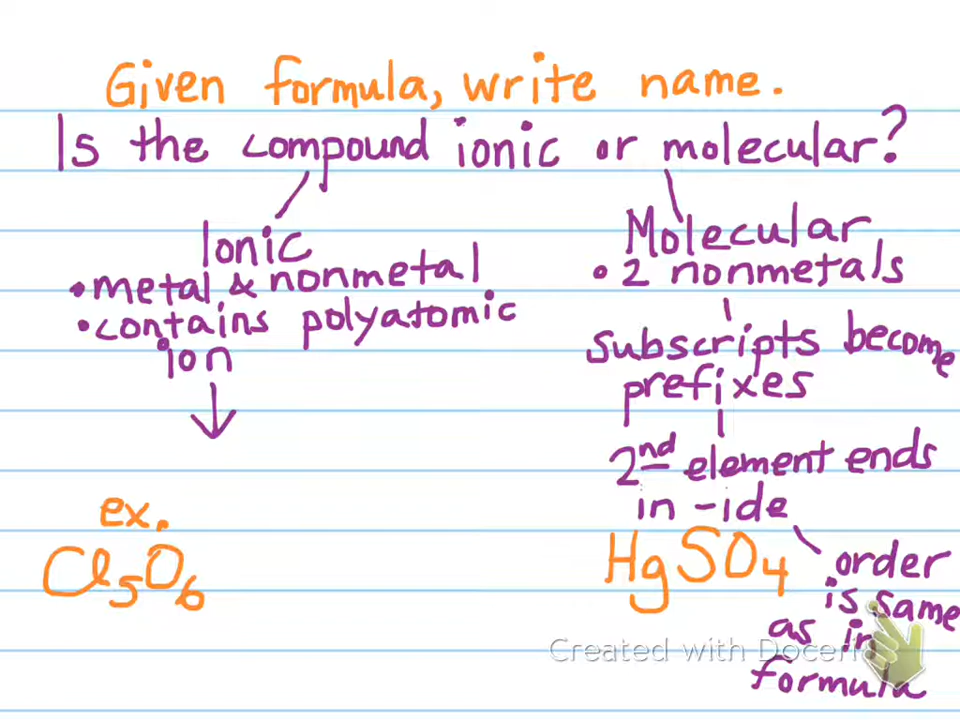 Given formula, write name.
Is the compound ionic or molecular?
Ionic
• metal & nonmetal
• contains polyatomic
ion
Molecular
• 2 nonmetals
subscripts become
prefixes
2nd element ends
in -ide
order
is same
as in
formula
ex.
Cl5O6
HgSO4
Created with Doceri